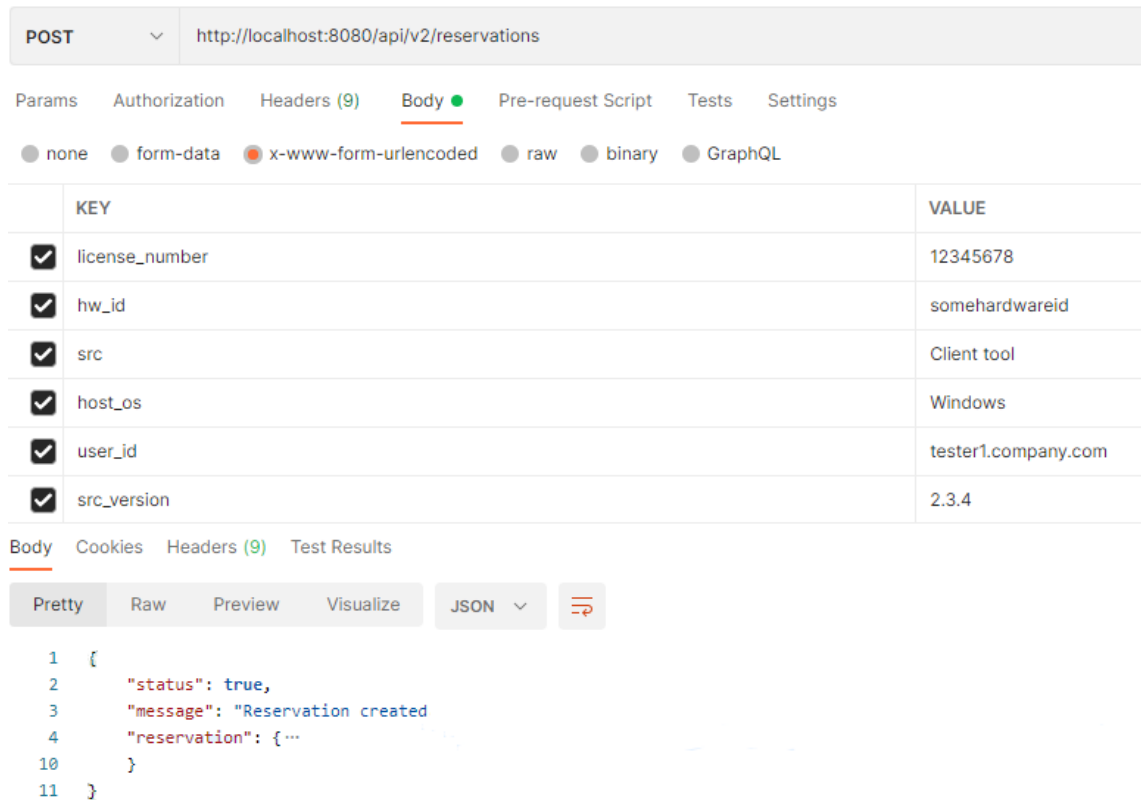 POST http://localhost:8080/api/v2/reservations
Params Authorization Headers (9) Body Pre-request Script Tests Settings
none form-data x-www-form-urlencoded raw binary GraphQL
KEY VALUE
license_number 12345678
hw_id somehardwareid
src Client tool
host_os Windows
user_id tester1.company.com
src_version 2.3.4
Body Cookies Headers (9) Test Results
Pretty Raw Preview Visualize JSON
1 {
2 "status": true,
3 "message": "Reservation created
4 "reservation": {⋯
10 }
11 }